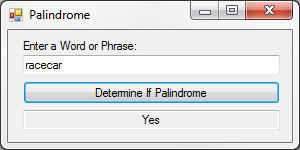 Palindrome
Enter a Word or Phrase:
racecar
Determine If Palindrome
Yes